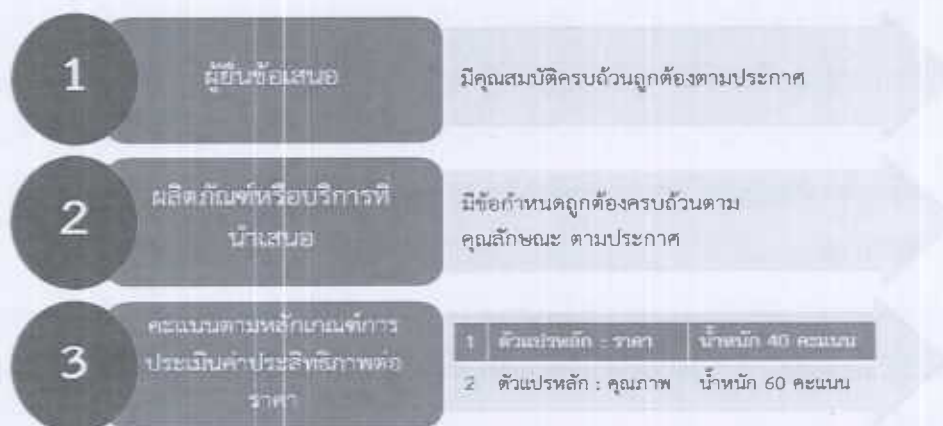 1
ผู้ยื่นข้อเสนอ
มีคุณสมบัติครบถ้วนถูกต้องตามประกาศ
2
ผลิตภัณฑ์หรือบริการที่
นำเสนอ
มีข้อกำหนดถูกต้องครบถ้วนตาม
คุณลักษณะ ตามประกาศ
3
คะแนนตามหลักเกณฑ์การ
ประเมินค่าประสิทธิภาพต่อ
ราคา
1 ตัวแปรหลัก : ราคา น้ำหนัก 40 คะแนน
2 ตัวแปรหลัก : คุณภาพ น้ำหนัก 60 คะแนน